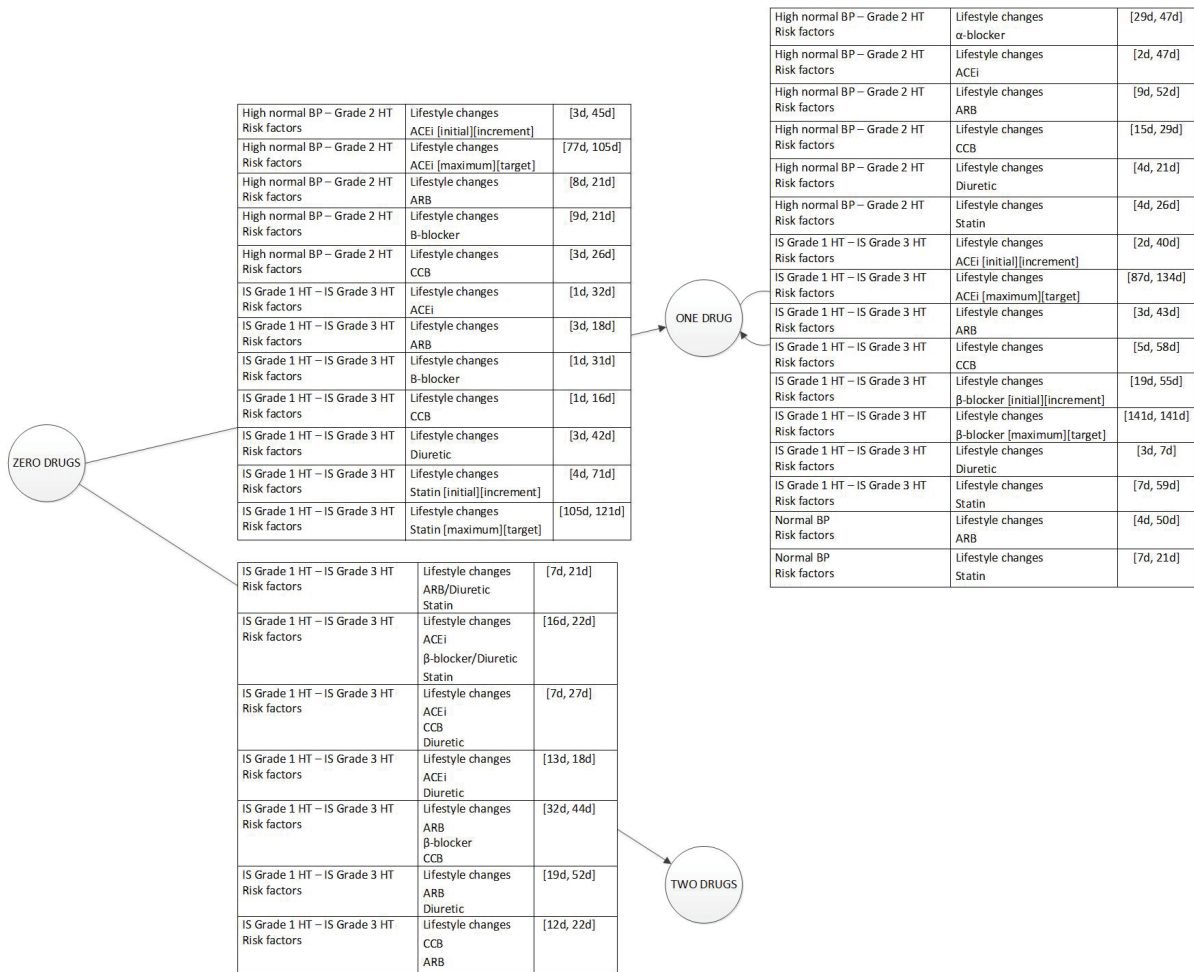 High normal BP – Grade 2 HT
Risk factors
Lifestyle changes
α-blocker
[29d, 47d]
High normal BP – Grade 2 HT
Risk factors
Lifestyle changes
ACEi
[2d, 47d]
High normal BP – Grade 2 HT
Risk factors
Lifestyle changes
ARB
[9d, 52d]
High normal BP – Grade 2 HT
Risk factors
Lifestyle changes
CCB
[15d, 29d]
High normal BP – Grade 2 HT
Risk factors
Lifestyle changes
Diuretic
[4d, 21d]
High normal BP – Grade 2 HT
Risk factors
Lifestyle changes
Statin
[4d, 26d]
IS Grade 1 HT – IS Grade 3 HT
Risk factors
Lifestyle changes
ACEi [initial][increment]
[2d, 40d]
IS Grade 1 HT – IS Grade 3 HT
Risk factors
Lifestyle changes
ACEi [maximum][target]
[87d, 134d]
IS Grade 1 HT – IS Grade 3 HT
Risk factors
Lifestyle changes
ARB
[3d, 43d]
IS Grade 1 HT – IS Grade 3 HT
Risk factors
Lifestyle changes
CCB
[5d, 58d]
IS Grade 1 HT – IS Grade 3 HT
Risk factors
Lifestyle changes
β-blocker [initial][increment]
[19d, 55d]
IS Grade 1 HT – IS Grade 3 HT
Risk factors
Lifestyle changes
β-blocker [maximum][target]
[141d, 141d]
IS Grade 1 HT – IS Grade 3 HT
Risk factors
Lifestyle changes
Diuretic
[3d, 7d]
IS Grade 1 HT – IS Grade 3 HT
Risk factors
Lifestyle changes
Statin
[7d, 59d]
Normal BP
Risk factors
Lifestyle changes
ARB
[4d, 50d]
Normal BP
Risk factors
Lifestyle changes
Statin
[7d, 21d]
High normal BP – Grade 2 HT
Risk factors
Lifestyle changes
ACEi [initial][increment]
[3d, 45d]
High normal BP – Grade 2 HT
Risk factors
Lifestyle changes
ACEi [maximum][target]
[77d, 105d]
High normal BP – Grade 2 HT
Risk factors
Lifestyle changes
ARB
[8d, 21d]
High normal BP – Grade 2 HT
Risk factors
Lifestyle changes
B-blocker
[9d, 21d]
High normal BP – Grade 2 HT
Risk factors
Lifestyle changes
CCB
[3d, 26d]
IS Grade 1 HT – IS Grade 3 HT
Risk factors
Lifestyle changes
ACEi
[1d, 32d]
IS Grade 1 HT – IS Grade 3 HT
Risk factors
Lifestyle changes
ARB
[3d, 18d]
IS Grade 1 HT – IS Grade 3 HT
Risk factors
Lifestyle changes
B-blocker
[1d, 31d]
IS Grade 1 HT – IS Grade 3 HT
Risk factors
Lifestyle changes
CCB
[1d, 16d]
IS Grade 1 HT – IS Grade 3 HT
Risk factors
Lifestyle changes
Diuretic
[3d, 42d]
IS Grade 1 HT – IS Grade 3 HT
Risk factors
Lifestyle changes
Statin [initial][increment]
[4d, 71d]
IS Grade 1 HT – IS Grade 3 HT
Risk factors
Lifestyle changes
Statin [maximum][target]
[105d, 121d]
ONE DRUG
ZERO DRUGS
IS Grade 1 HT – IS Grade 3 HT
Risk factors
Lifestyle changes
ARB/Diuretic
Statin
[7d, 21d]
IS Grade 1 HT – IS Grade 3 HT
Risk factors
Lifestyle changes
ACEi
β-blocker/Diuretic
Statin
[16d, 22d]
IS Grade 1 HT – IS Grade 3 HT
Risk factors
Lifestyle changes
ACEi
CCB
Diuretic
[7d, 27d]
IS Grade 1 HT – IS Grade 3 HT
Risk factors
Lifestyle changes
ACEi
Diuretic
[13d, 18d]
IS Grade 1 HT – IS Grade 3 HT
Risk factors
Lifestyle changes
ARB
β-blocker
CCB
[32d, 44d]
IS Grade 1 HT – IS Grade 3 HT
Risk factors
Lifestyle changes
ARB
Diuretic
[19d, 52d]
IS Grade 1 HT – IS Grade 3 HT
Risk factors
Lifestyle changes
CCB
ARB
[12d, 22d]
TWO DRUGS